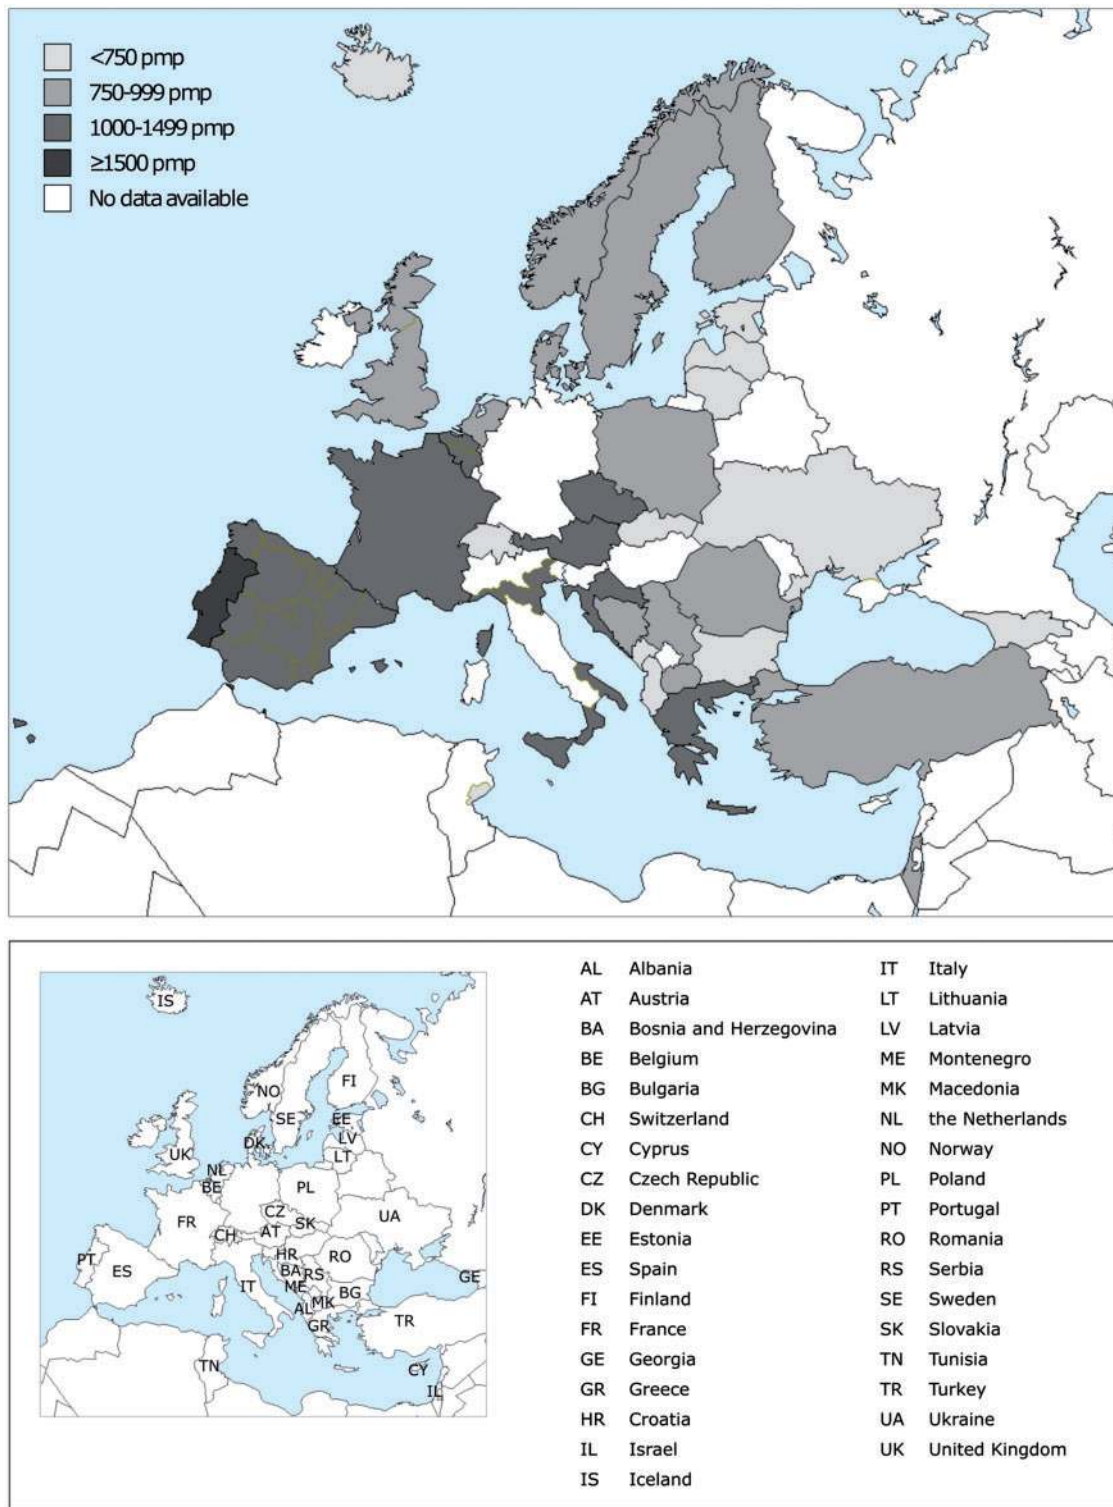 <750 pmp
750-999 pmp
1000-1499 pmp
≥1500 pmp
No data available
IS
NO
FI
SE
EE
DK
LV
LT
UK
NL
BE
PL
CZ
UA
FR
SK
CH
AT
HR
RO
PT
ES
BA
RS
IT
ME
BG
GE
AL
MK
GR
TR
TN
CY
IL
AL Albania
AT Austria
BA Bosnia and Herzegovina
BE Belgium
BG Bulgaria
CH Switzerland
CY Cyprus
CZ Czech Republic
DK Denmark
EE Estonia
ES Spain
FI Finland
FR France
GE Georgia
GR Greece
HR Croatia
IL Israel
IS Iceland
IT Italy
LT Lithuania
LV Latvia
ME Montenegro
MK Macedonia
NL the Netherlands
NO Norway
PL Poland
PT Portugal
RO Romania
RS Serbia
SE Sweden
SK Slovakia
TN Tunisia
TR Turkey
UA Ukraine
UK United Kingdom